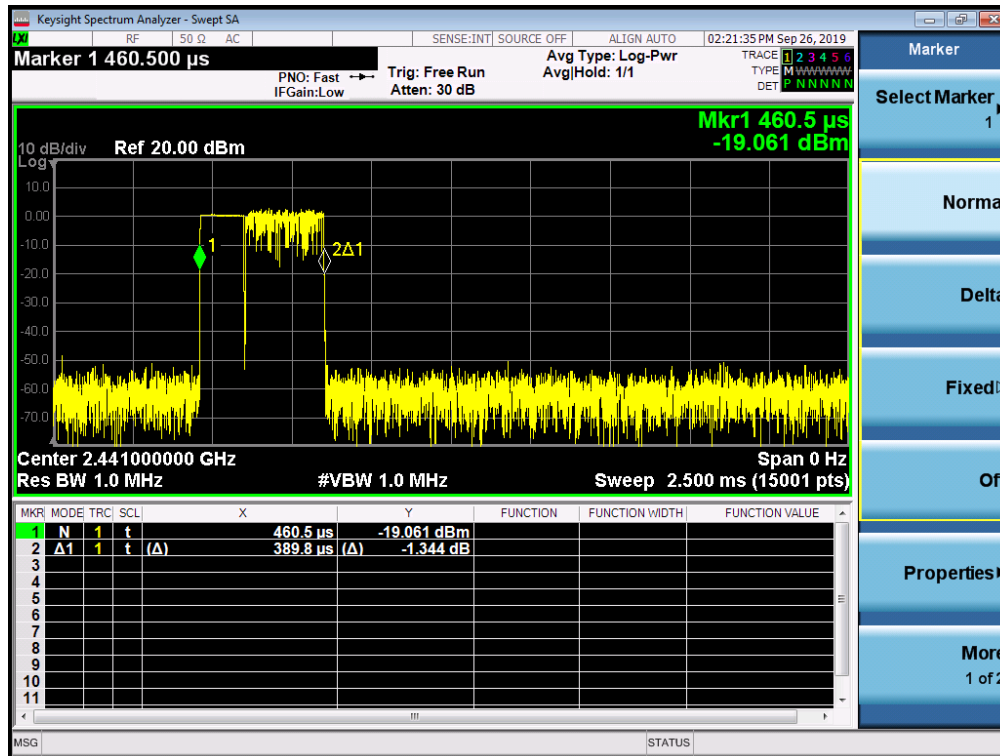 Keysight Spectrum Analyzer - Swept SA
LXI RF 50 Ω AC SENSE:INT SOURCE OFF ALIGN AUTO 02:21:35 PM Sep 26, 2019
Marker 1 460.500 µs
PNO: Fast
IFGain:Low
Trig: Free Run
Atten: 30 dB
Avg Type: Log-Pwr
Avg|Hold: 1/1
TRACE 1 2 3 4 5 6
TYPE M WWWWW
DET P N N N N N
Mkr1 460.5 µs
-19.061 dBm
10 dB/div Ref 20.00 dBm
Log
10.0
0.00
-10.0
-20.0
-30.0
-40.0
-50.0
-60.0
-70.0
1
2Δ1
Center 2.441000000 GHz Span 0 Hz
Res BW 1.0 MHz #VBW 1.0 MHz Sweep 2.500 ms (15001 pts)
MKR MODE TRC SCL X Y FUNCTION FUNCTION WIDTH FUNCTION VALUE
1 N 1 t 460.5 µs -19.061 dBm
2 Δ1 1 t (Δ) 389.8 µs (Δ) -1.344 dB
3
4
5
6
7
8
9
10
11
MSG STATUS
Marker
Select Marker
1
Norma
Delta
Fixed
Of
Properties
More
1 of 2